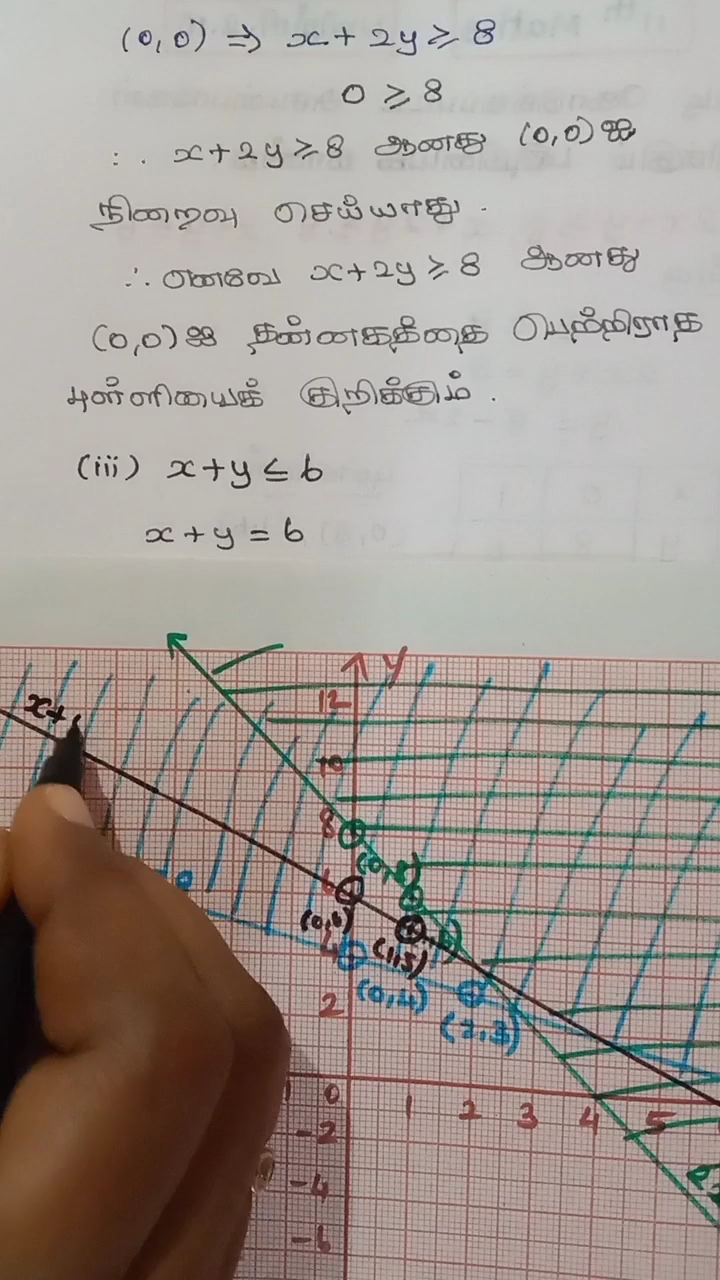 (0,0) ⇒ x + 2y ≥ 8
0 ≥ 8
∴ x + 2y ≥ 8 ஆனது (0,0) ஐ
நிறைவு செய்யாது.
∴ எனவே x + 2y ≥ 8 ஆனது
(0,0) ஐ தன்னகத்தை பெற்றிராத
புள்ளியைக் குறிக்கும்.
(iii) x + y ≤ 6
x + y = 6
y
x+
12
10
8
(0,8)
6
(0,6)
(1,5)
4
(0,4)
(2,3)
2
0 1 2 3 4 5
-2
-4
-6